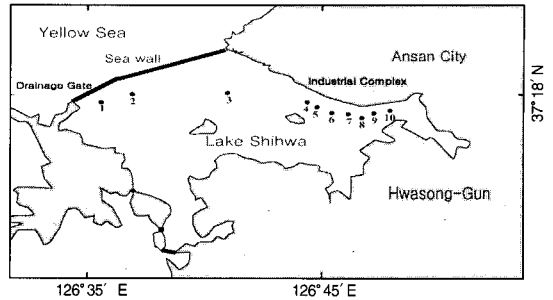 Yellow Sea
Sea wall
Ansan City
Drainage Gate
Industrial Complex
37°18' N
1 2 3 4 5 6 7 8 9 10
Lake Shihwa
Hwasong-Gun
126°35' E
126°45' E